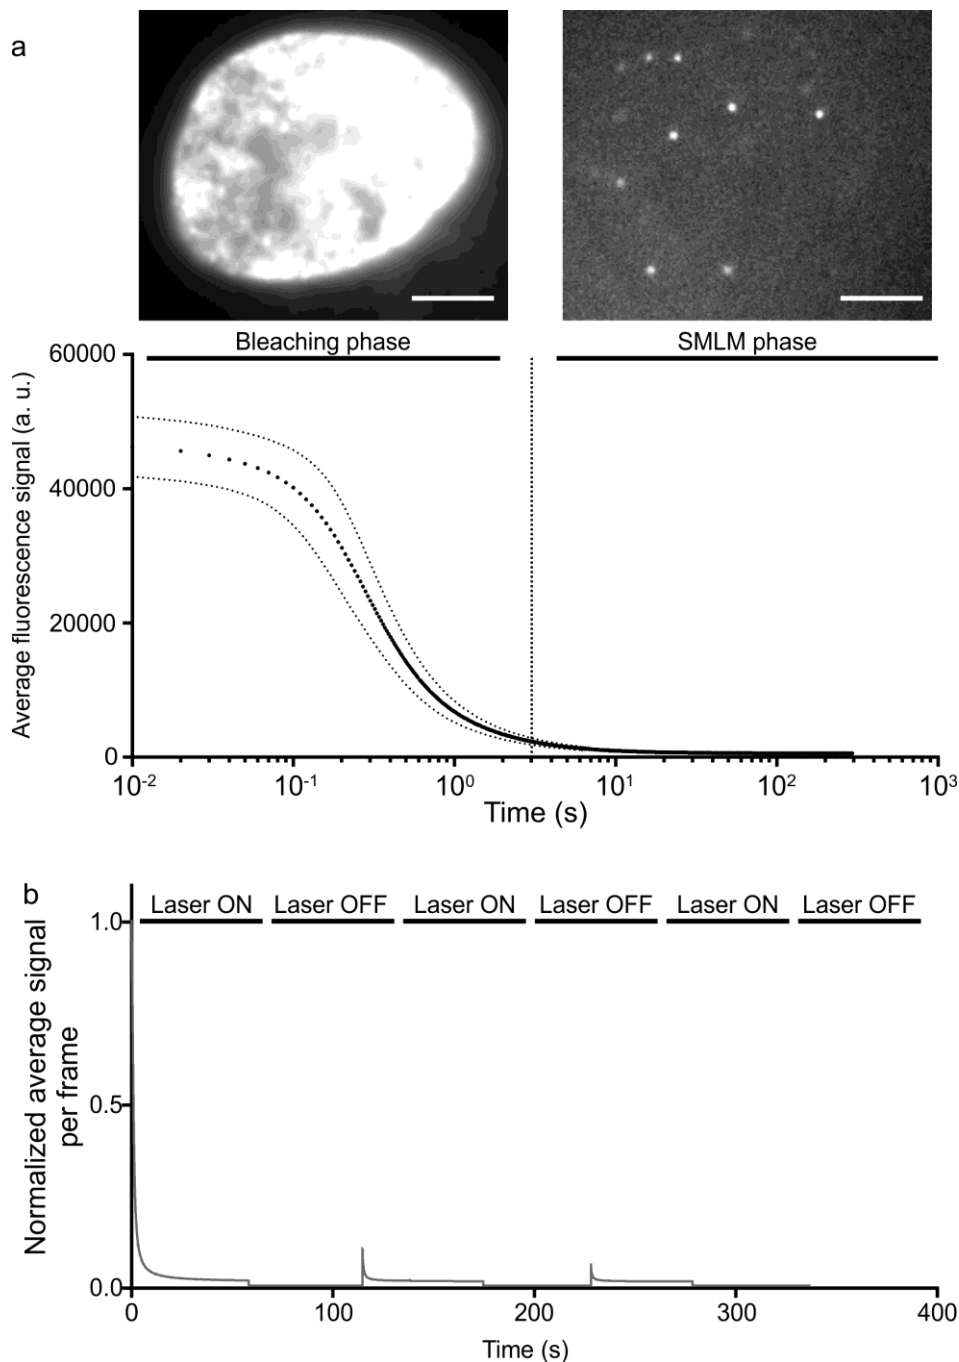 a
Bleaching phase
SMLM phase
Average fluorescence signal (a. u.)
60000
40000
20000
0
10-2
10-1
100
101
102
103
Time (s)
b
Laser ON
Laser OFF
Laser ON
Laser OFF
Laser ON
Laser OFF
Normalized average signal
per frame
1.0
0.5
0.0
0
100
200
300
400
Time (s)